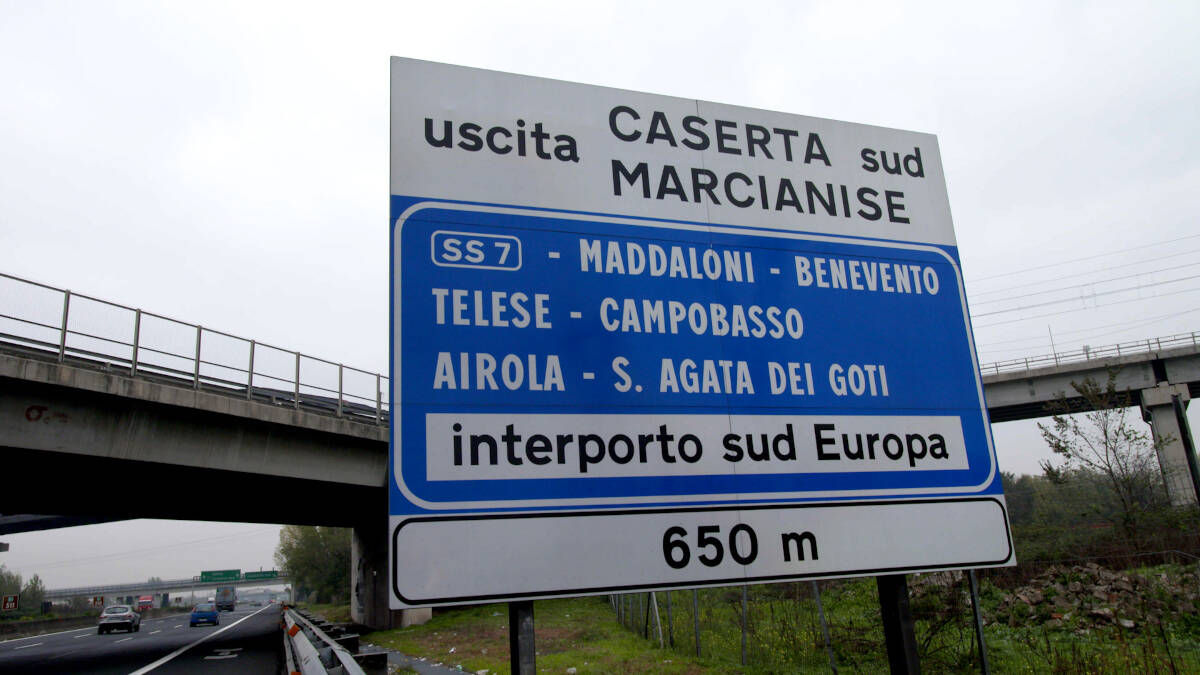 uscita CASERTA sud
MARCIANISE
SS 7 - MADDALONI - BENEVENTO
TELESE - CAMPOBASSO
AIROLA - S. AGATA DEI GOTI
interporto sud Europa
650 m